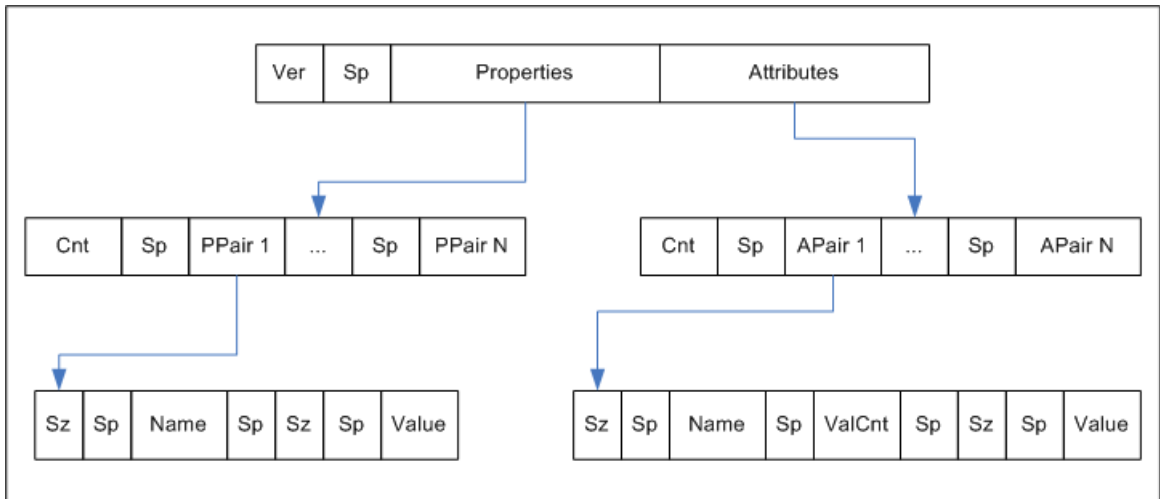 Ver Sp Properties Attributes
Cnt Sp PPair 1 ... Sp PPair N
Cnt Sp APair 1 ... Sp APair N
Sz Sp Name Sp Sz Sp Value
Sz Sp Name Sp ValCnt Sp Sz Sp Value